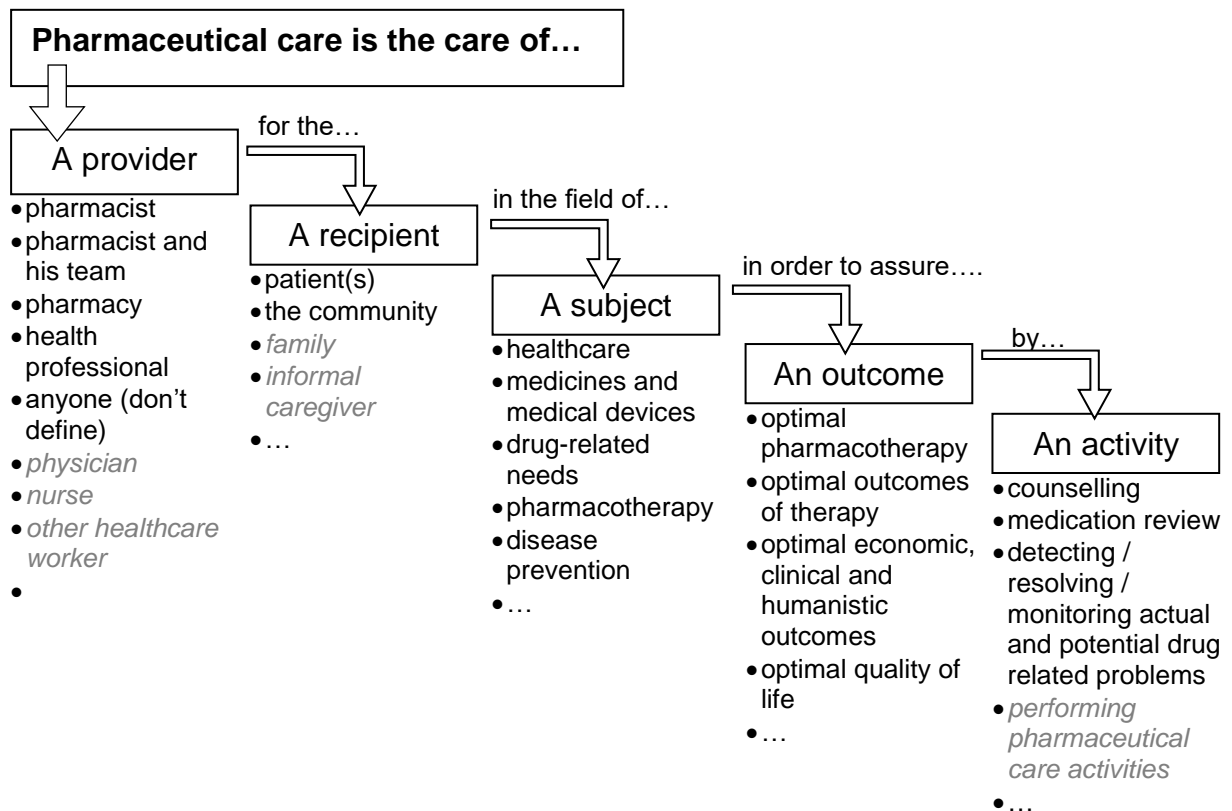 Pharmaceutical care is the care of…
A provider
• pharmacist
• pharmacist and
his team
• pharmacy
• health
professional
• anyone (don't
define)
• physician
• nurse
• other healthcare
worker
•
for the…
A recipient
• patient(s)
• the community
• family
• informal
caregiver
• …
in the field of…
A subject
• healthcare
• medicines and
medical devices
• drug-related
needs
• pharmacotherapy
• disease
prevention
• …
in order to assure….
An outcome
• optimal
pharmacotherapy
• optimal outcomes
of therapy
• optimal economic,
clinical and
humanistic
outcomes
• optimal quality of
life
• …
by…
An activity
• counselling
• medication review
• detecting /
resolving /
monitoring actual
and potential drug
related problems
• performing
pharmaceutical
care activities
• …